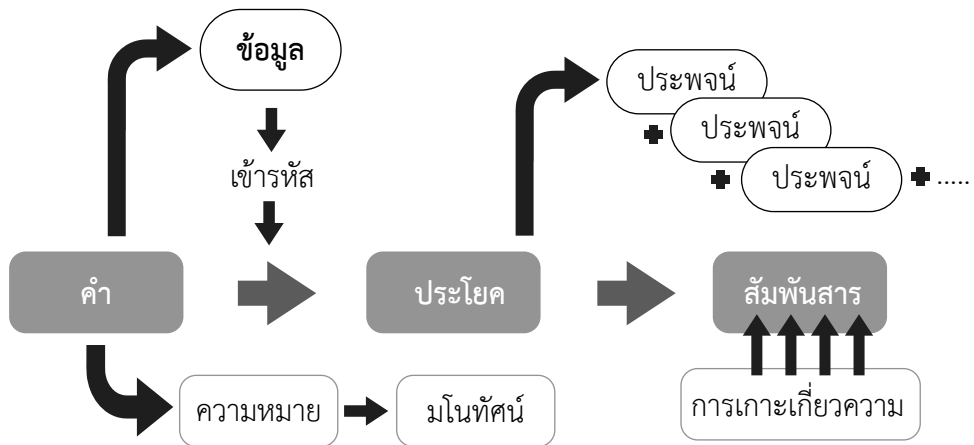 ข้อมูล
ประพจน์
ประพจน์
เข้ารหัส
ประพจน์
.....
คำ
ประโยค
สัมพันสาร
ความหมาย
มโนทัศน์
การเกาะเกี่ยวความ